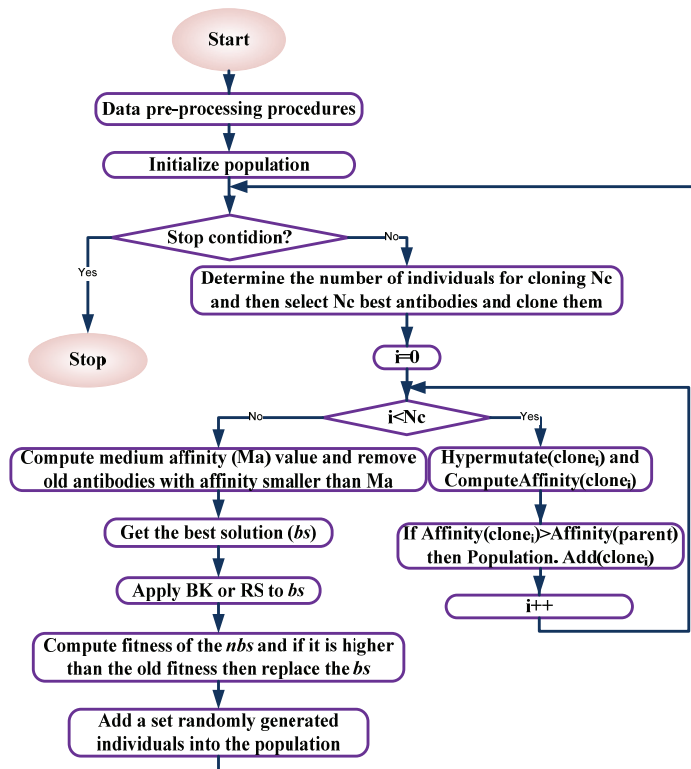 Start
Data pre-processing procedures
Initialize population
Stop contidion?
No
Yes
Determine the number of individuals for cloning Nc
and then select Nc best antibodies and clone them
Stop
i=0
i<Nc
No
Yes
Compute medium affinity (Ma) value and remove
old antibodies with affinity smaller than Ma
Hypermutate(cloneᵢ) and
ComputeAffinity(cloneᵢ)
Get the best solution (bs)
If Affinity(cloneᵢ)>Affinity(parent)
then Population. Add(cloneᵢ)
Apply BK or RS to bs
i++
Compute fitness of the nbs and if it is higher
than the old fitness then replace the bs
Add a set randomly generated
individuals into the population